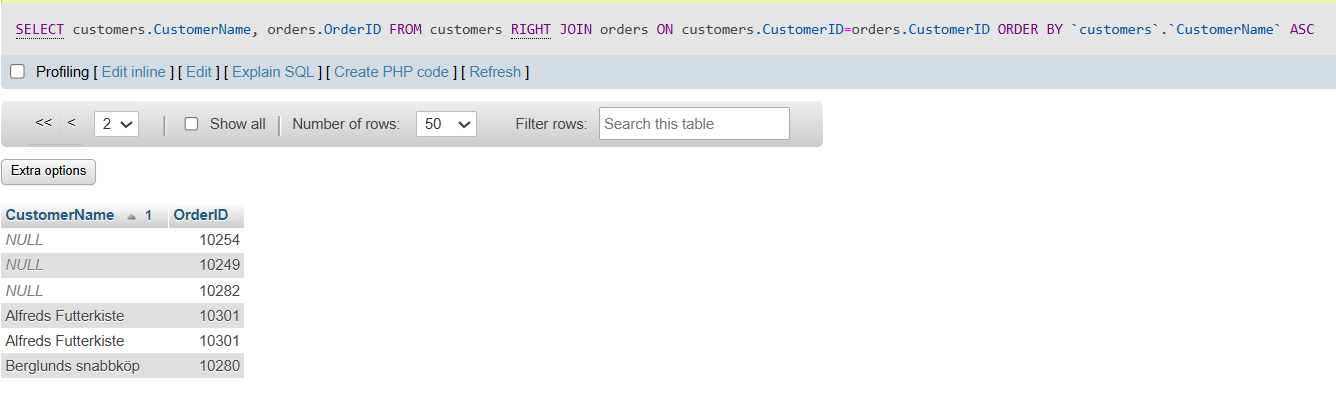 SELECT customers.CustomerName, orders.OrderID FROM customers RIGHT JOIN orders ON customers.CustomerID=orders.CustomerID ORDER BY `customers`.`CustomerName` ASC
Profiling [ Edit inline ] [ Edit ] [ Explain SQL ] [ Create PHP code ] [ Refresh ]
<< < 2 | Show all | Number of rows: 50 Filter rows: Search this table
Extra options
CustomerName 1 OrderID
NULL 10254
NULL 10249
NULL 10282
Alfreds Futterkiste 10301
Alfreds Futterkiste 10301
Berglunds snabbköp 10280